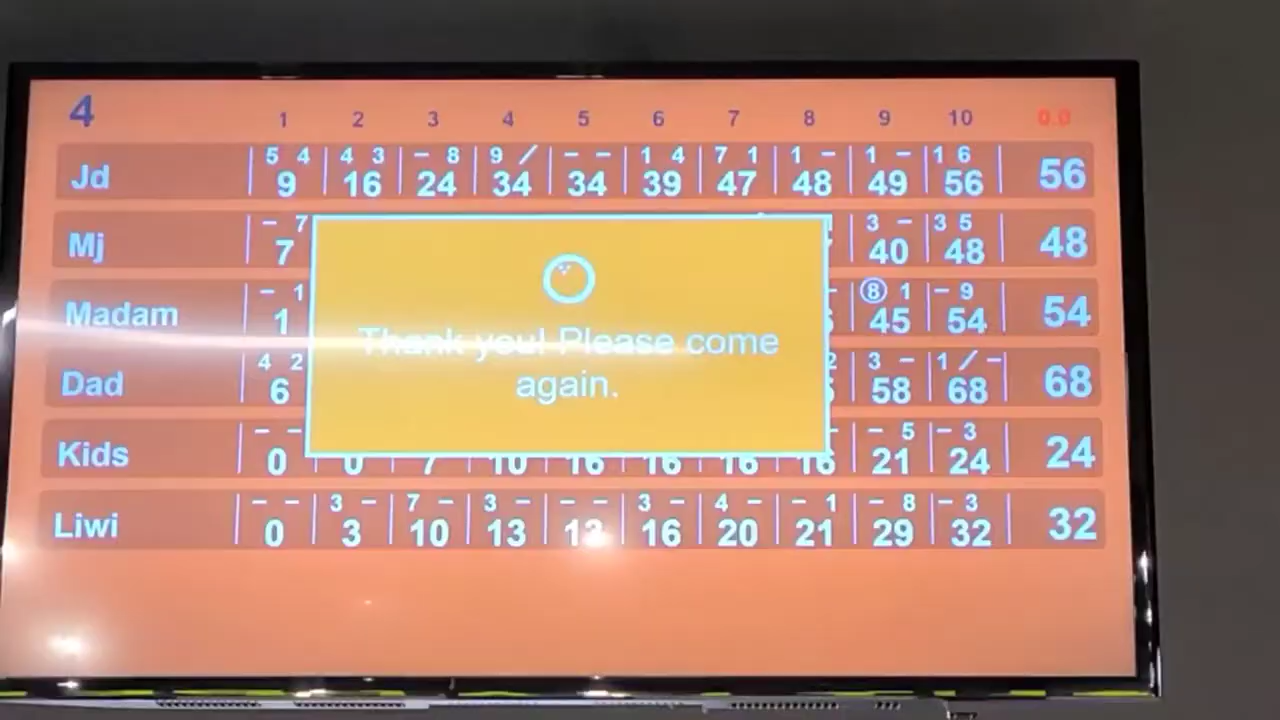 4 1 2 3 4 5 6 7 8 9 10 0.0
Jd 5 4 4 3 - 8 9 / - - 1 4 7 1 1 - 1 - 1 6
9 16 24 34 34 39 47 48 49 56 56
Mj - 7 3 - 3 5
7 40 48 48
Madam - 1 - 8 1 - 9
1 45 54 54
Dad 4 2 2 3 - 1 / -
6 58 68 68
Kids - - - - 5 - 3
0 0 7 10 16 16 16 16 21 24 24
Liwi - - 3 - 7 - 3 - - - 3 - 4 - - 1 - 8 - 3
0 3 10 13 13 16 20 21 29 32 32
Thank you! Please come
again.